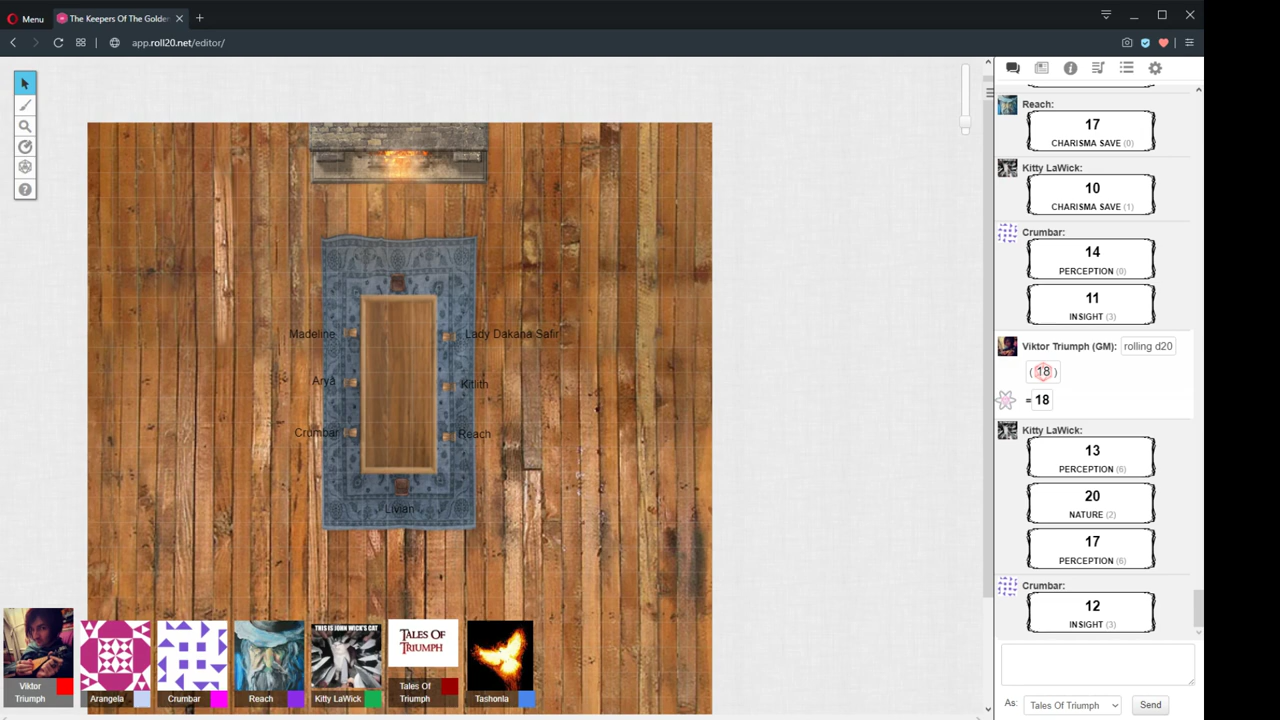 Menu
The Keepers Of The Golden
app.roll20.net/editor/
Madeline
Lady Dakana Safir
Arya
Kitlith
Crumbar
Reach
Livian
Viktor
Triumph
Arangela
Crumbar
Reach
THIS IS JOHN WICK'S CAT
Kitty LaWick
TALES OF
TRIUMPH
Tales Of
Triumph
Tashonla
Reach:
17
CHARISMA SAVE (0)
Kitty LaWick:
10
CHARISMA SAVE (1)
Crumbar:
14
PERCEPTION (0)
11
INSIGHT (3)
Viktor Triumph (GM): rolling d20
(18)
=18
Kitty LaWick:
13
PERCEPTION (6)
20
NATURE (2)
17
PERCEPTION (6)
Crumbar:
12
INSIGHT (3)
As: Tales Of Triumph Send